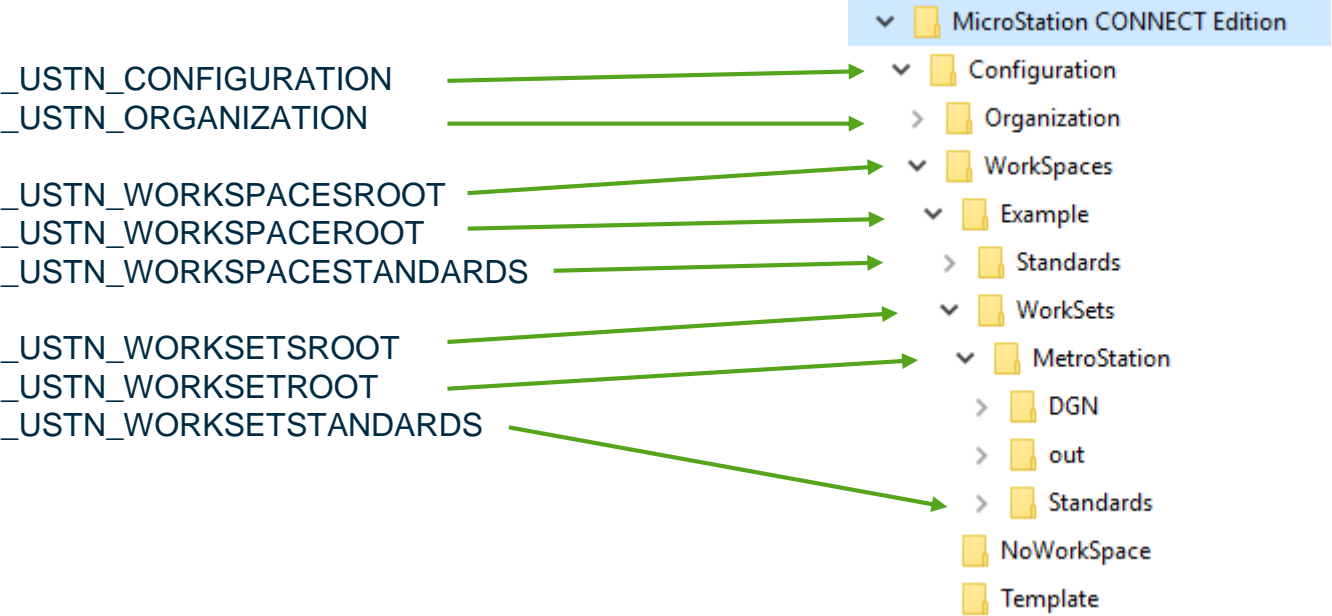 MicroStation CONNECT Edition
_USTN_CONFIGURATION
Configuration
_USTN_ORGANIZATION
Organization
WorkSpaces
_USTN_WORKSPACESROOT
_USTN_WORKSPACEROOT
Example
_USTN_WORKSPACESTANDARDS
Standards
WorkSets
_USTN_WORKSETSROOT
_USTN_WORKSETROOT
MetroStation
_USTN_WORKSETSTANDARDS
DGN
out
Standards
NoWorkSpace
Template